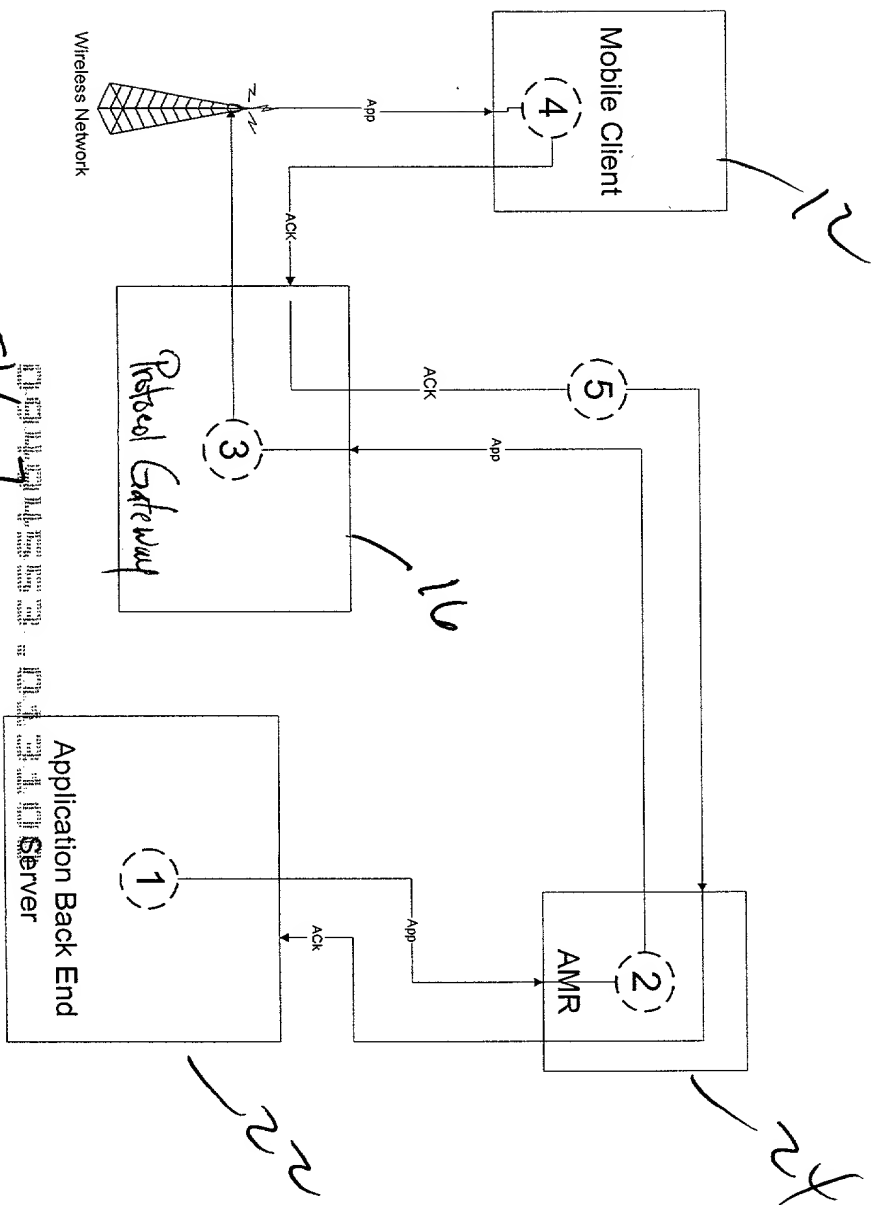 12
24
Mobile Client
2
5
4
AMR
App
App
ACK
16
App
ACk
ACK
3
1
Wireless Network
Protocol Gateway
Application Back End
Server
22
7